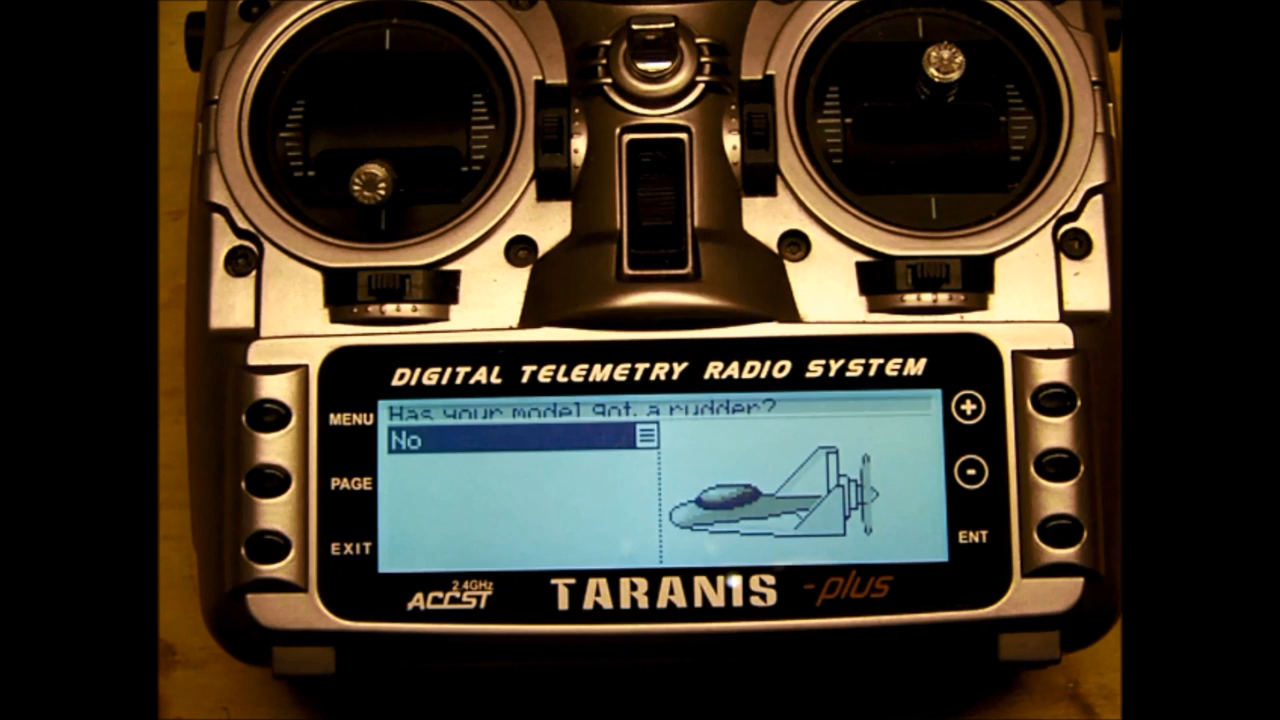 DIGITAL TELEMETRY RADIO SYSTEM
MENU
PAGE
EXIT
Has your model got a rudder?
No
+
-
ENT
2.4GHz
ACCST
TARANIS -plus